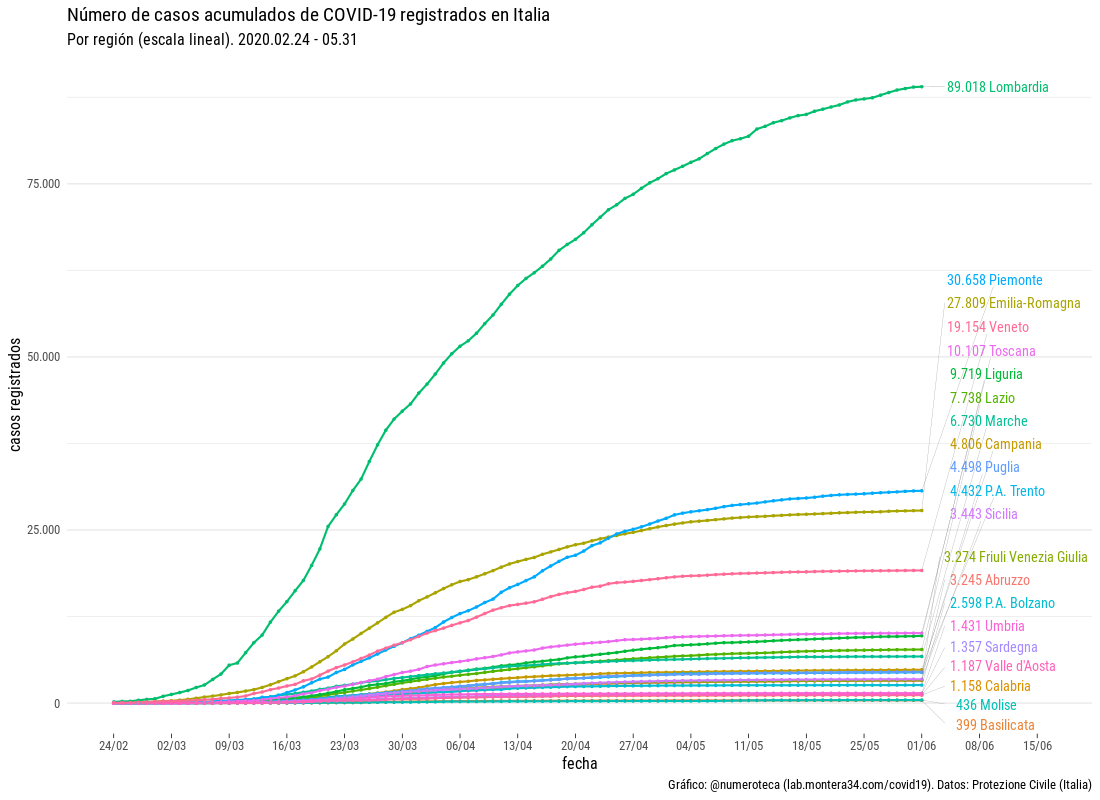 Número de casos acumulados de COVID-19 registrados en Italia
Por región (escala lineal). 2020.02.24 - 05.31
casos registrados
75.000
50.000
25.000
0
89.018 Lombardia
30.658 Piemonte
27.809 Emilia-Romagna
19.154 Veneto
10.107 Toscana
9.719 Liguria
7.738 Lazio
6.730 Marche
4.806 Campania
4.498 Puglia
4.432 P.A. Trento
3.443 Sicilia
3.274 Friuli Venezia Giulia
3.245 Abruzzo
2.598 P.A. Bolzano
1.431 Umbria
1.357 Sardegna
1.187 Valle d'Aosta
1.158 Calabria
436 Molise
399 Basilicata
24/02 02/03 09/03 16/03 23/03 30/03 06/04 13/04 20/04 27/04 04/05 11/05 18/05 25/05 01/06 08/06 15/06
fecha
Gráfico: @numeroteca (lab.montera34.com/covid19). Datos: Protezione Civile (Italia)